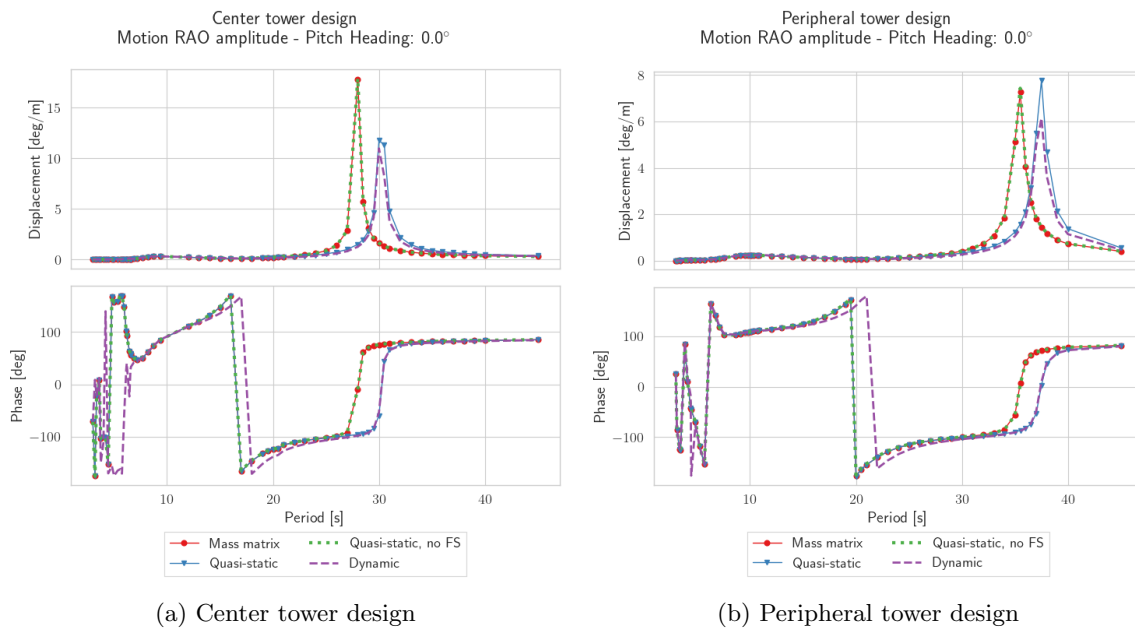 Center tower design
Motion RAO amplitude - Pitch Heading: 0.0°
15
10
5
0
Displacement [deg/m]
100
0
−100
Phase [deg]
10
20
30
40
Period [s]
Mass matrix
Quasi-static
Quasi-static, no FS
Dynamic
(a) Center tower design
Peripheral tower design
Motion RAO amplitude - Pitch Heading: 0.0°
8
6
4
2
0
Displacement [deg/m]
100
0
−100
Phase [deg]
10
20
30
40
Period [s]
Mass matrix
Quasi-static
Quasi-static, no FS
Dynamic
(b) Peripheral tower design